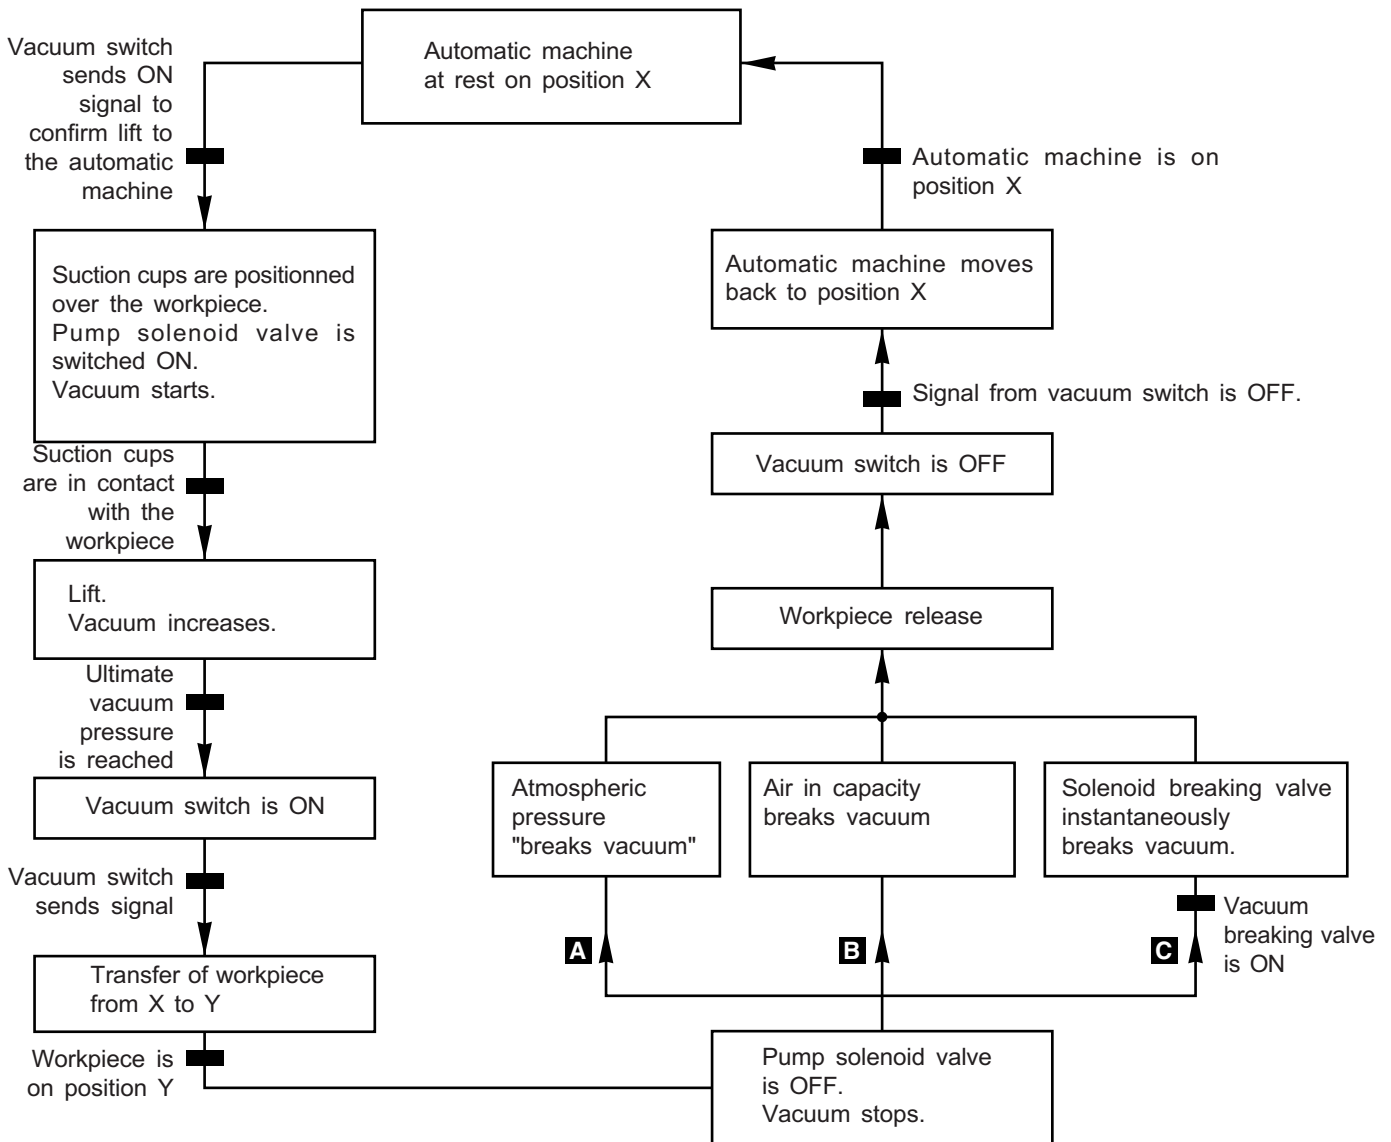 Automatic machine
at rest on position X
Vacuum switch
sends ON
signal to
confirm lift to
the automatic
machine
Suction cups are positionned
over the workpiece.
Pump solenoid valve is
switched ON.
Vacuum starts.
Suction cups
are in contact
with the
workpiece
Lift.
Vacuum increases.
Ultimate
vacuum
pressure
is reached
Vacuum switch is ON
Vacuum switch
sends signal
Transfer of workpiece
from X to Y
Workpiece is
on position Y
Pump solenoid valve
is OFF.
Vacuum stops.
A
B
C
Vacuum
breaking valve
is ON
Atmospheric
pressure
"breaks vacuum"
Air in capacity
breaks vacuum
Solenoid breaking valve
instantaneously
breaks vacuum.
Workpiece release
Vacuum switch is OFF
Signal from vacuum switch is OFF.
Automatic machine moves
back to position X
Automatic machine is on
position X